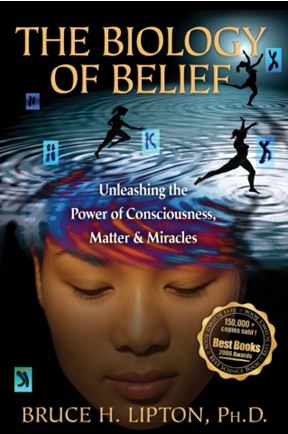 THE BIOLOGY
OF BELIEF
Unleashing the
Power of Consciousness,
Matter & Miracles
150,000 +
copies sold!
Best Books
2006 Awards
BRUCE H. LIPTON, PH.D.